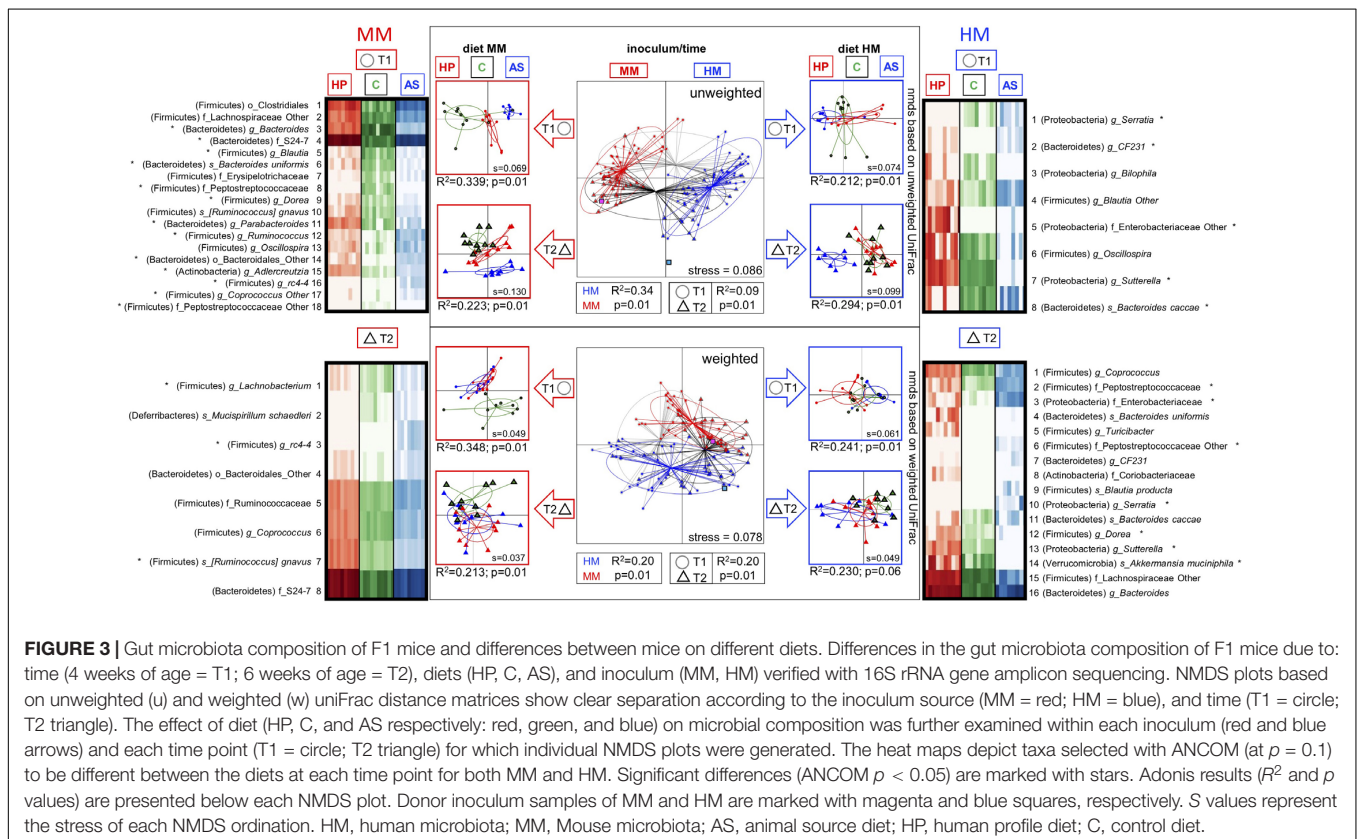 MM
T1
HP C AS
(Firmicutes) o_Clostridiales 1
(Firmicutes) f_Lachnospiraceae Other 2
* (Bacteroidetes) g_Bacteroides 3
* (Bacteroidetes) f_S24-7 4
* (Firmicutes) g_Blautia 5
* (Bacteroidetes) s_Bacteroides uniformis 6
(Firmicutes) f_Erysipelotrichaceae 7
* (Firmicutes) f_Peptostreptococcaceae 8
* (Firmicutes) g_Dorea 9
(Firmicutes) s_[Ruminococcus] gnavus 10
* (Bacteroidetes) g_Parabacteroides 11
* (Firmicutes) g_Ruminococcus 12
(Firmicutes) g_Oscillospira 13
* (Bacteroidetes) o_Bacteroidales_Other 14
* (Actinobacteria) g_Adlercreutzia 15
* (Firmicutes) g_rc4-4 16
* (Firmicutes) g_Coprococcus Other 17
* (Firmicutes) f_Peptostreptococcaceae Other 18
T2
* (Firmicutes) g_Lachnobacterium 1
(Deferribacteres) s_Mucispirillum schaedleri 2
* (Firmicutes) g_rc4-4 3
(Bacteroidetes) o_Bacteroidales_Other 4
(Firmicutes) f_Ruminococcaceae 5
(Firmicutes) g_Coprococcus 6
* (Firmicutes) s_[Ruminococcus] gnavus 7
(Bacteroidetes) f_S24-7 8
diet MM
HP C AS
s=0.069
R²=0.339; p=0.01
T1
s=0.130
R²=0.223; p=0.01
T2
s=0.049
R²=0.348; p=0.01
T1
s=0.037
R²=0.213; p=0.01
T2
inoculum/time
MM HM
unweighted
stress = 0.086
HM R²=0.34
MM p=0.01
T1 R²=0.09
T2 p=0.01
weighted
stress = 0.078
HM R²=0.20
MM p=0.01
T1 R²=0.20
T2 p=0.01
diet HM
HP C AS
T1
s=0.074
R²=0.212; p=0.01
T2
s=0.099
R²=0.294; p=0.01
T1
s=0.061
R²=0.241; p=0.01
T2
s=0.049
R²=0.230; p=0.06
nmds based on unweighted UniFrac
nmds based on weighted UniFrac
HM
T1
HP C AS
1 (Proteobacteria) g_Serratia *
2 (Bacteroidetes) g_CF231 *
3 (Proteobacteria) g_Bilophila
4 (Firmicutes) g_Blautia Other
5 (Proteobacteria) f_Enterobacteriaceae Other *
6 (Firmicutes) g_Oscillospira
7 (Proteobacteria) g_Sutterella *
8 (Bacteroidetes) s_Bacteroides caccae *
T2
1 (Firmicutes) g_Coprococcus
2 (Firmicutes) f_Peptostreptococcaceae *
3 (Proteobacteria) f_Enterobacteriaceae *
4 (Bacteroidetes) s_Bacteroides uniformis
5 (Firmicutes) g_Turicibacter
6 (Firmicutes) f_Peptostreptococcaceae Other *
7 (Bacteroidetes) g_CF231
8 (Actinobacteria) f_Coriobacteriaceae
9 (Firmicutes) s_Blautia producta
10 (Proteobacteria) g_Serratia *
11 (Bacteroidetes) s_Bacteroides caccae
12 (Firmicutes) g_Dorea *
13 (Proteobacteria) g_Sutterella *
14 (Verrucomicrobia) s_Akkermansia muciniphila *
15 (Firmicutes) f_Lachnospiraceae Other
16 (Bacteroidetes) g_Bacteroides
FIGURE 3 | Gut microbiota composition of F1 mice and differences between mice on different diets. Differences in the gut microbiota composition of F1 mice due to:
time (4 weeks of age = T1; 6 weeks of age = T2), diets (HP, C, AS), and inoculum (MM, HM) verified with 16S rRNA gene amplicon sequencing. NMDS plots based
on unweighted (u) and weighted (w) uniFrac distance matrices show clear separation according to the inoculum source (MM = red; HM = blue), and time (T1 = circle;
T2 triangle). The effect of diet (HP, C, and AS respectively: red, green, and blue) on microbial composition was further examined within each inoculum (red and blue
arrows) and each time point (T1 = circle; T2 triangle) for which individual NMDS plots were generated. The heat maps depict taxa selected with ANCOM (at p = 0.1)
to be different between the diets at each time point for both MM and HM. Significant differences (ANCOM p < 0.05) are marked with stars. Adonis results (R² and p
values) are presented below each NMDS plot. Donor inoculum samples of MM and HM are marked with magenta and blue squares, respectively. S values represent
the stress of each NMDS ordination. HM, human microbiota; MM, Mouse microbiota; AS, animal source diet; HP, human profile diet; C, control diet.